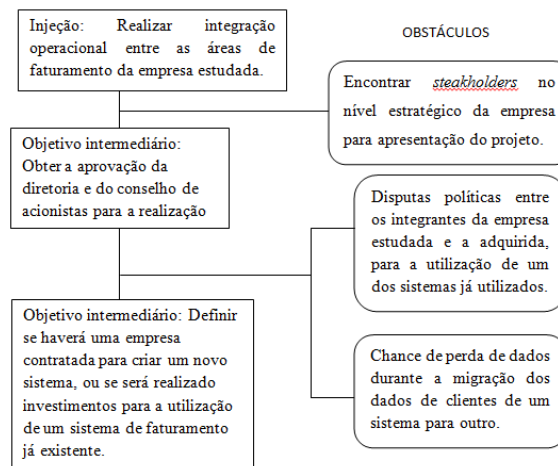 Injeção: Realizar integração
operacional entre as áreas de
faturamento da empresa estudada.
OBSTÁCULOS
Encontrar steakholders no
nível estratégico da empresa
para apresentação do projeto.
Objetivo intermediário:
Obter a aprovação da
diretoria e do conselho de
acionistas para a realização
Disputas políticas entre
os integrantes da empresa
estudada e a adquirida,
para a utilização de um
dos sistemas já utilizados.
Objetivo intermediário: Definir
se haverá uma empresa
contratada para criar um novo
sistema, ou se será realizado
investimentos para a utilização
de um sistema de faturamento
já existente.
Chance de perda de dados
durante a migração dos
dados de clientes de um
sistema para outro.